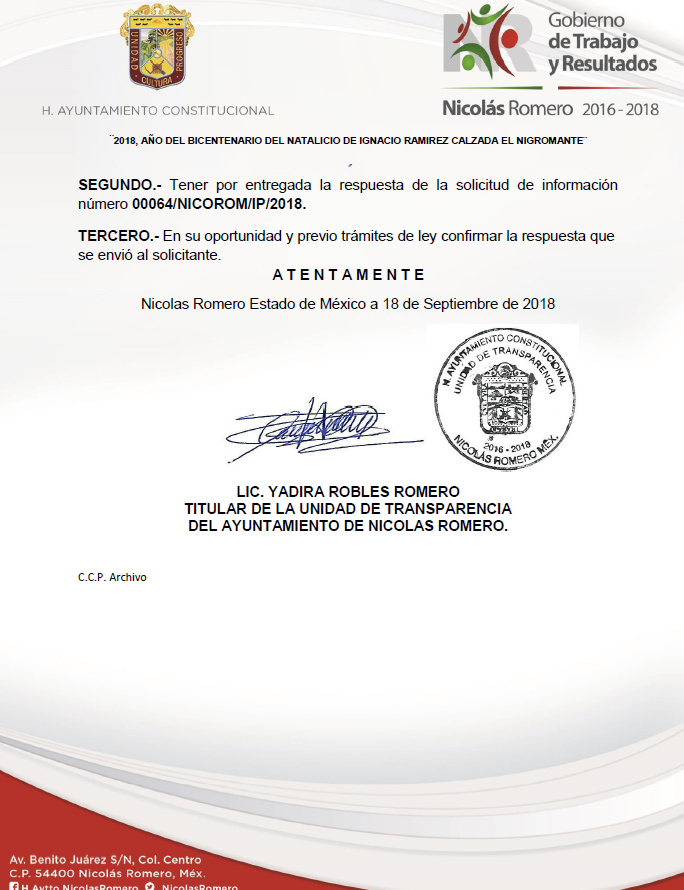 UNIDAD
PROGRESO
CULTURA
H. AYUNTAMIENTO CONSTITUCIONAL
NR
Gobierno
de Trabajo
y Resultados
Nicolás Romero 2016 - 2018
¨2018, AÑO DEL BICENTENARIO DEL NATALICIO DE IGNACIO RAMIREZ CALZADA EL NIGROMANTE¨
SEGUNDO.- Tener por entregada la respuesta de la solicitud de información
número 00064/NICOROM/IP/2018.
TERCERO.- En su oportunidad y previo trámites de ley confirmar la respuesta que
se envió al solicitante.
A T E N T A M E N T E
Nicolas Romero Estado de México a 18 de Septiembre de 2018
H. AYUNTAMIENTO CONSTITUCIONAL
UNIDAD DE TRANSPARENCIA
2016 - 2018
NICOLÁS ROMERO MÉX.
LIC. YADIRA ROBLES ROMERO
TITULAR DE LA UNIDAD DE TRANSPARENCIA
DEL AYUNTAMIENTO DE NICOLAS ROMERO.
C.C.P. Archivo
Av. Benito Juárez S/N, Col. Centro
C.P. 54400 Nicolás Romero, Méx.
H.Aytto.NicolasRomero NicolasRomero